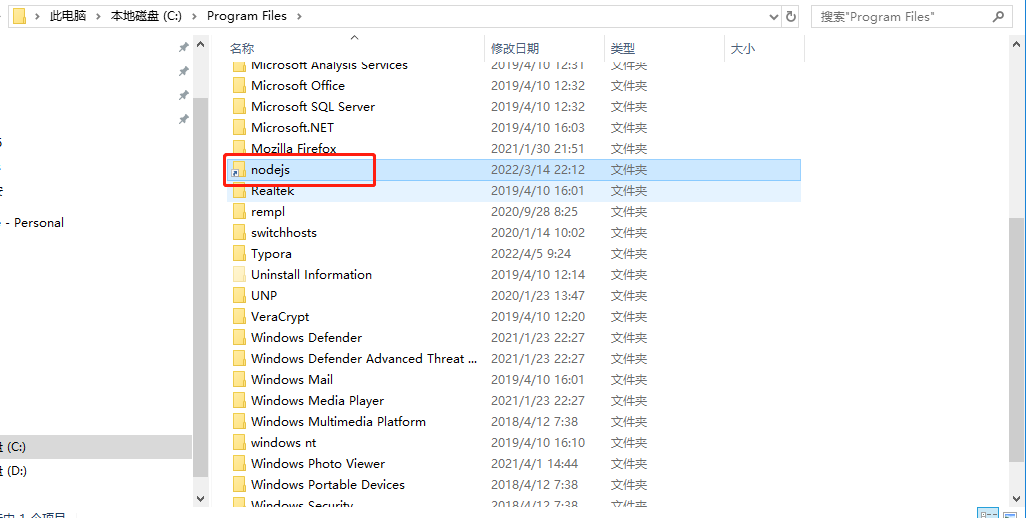 此电脑 › 本地磁盘 (C:) › Program Files ›
搜索"Program Files"
名称 修改日期 类型 大小
Microsoft Analysis Services 2019/4/10 12:31 文件夹
Microsoft Office 2019/4/10 12:32 文件夹
Microsoft SQL Server 2019/4/10 12:32 文件夹
Microsoft.NET 2019/4/10 16:03 文件夹
Mozilla Firefox 2021/1/30 21:51 文件夹
nodejs 2022/3/14 22:12 文件夹
Realtek 2019/4/10 16:01 文件夹
rempl 2020/9/28 8:25 文件夹
- Personal
switchhosts 2020/1/14 10:02 文件夹
Typora 2022/4/5 9:24 文件夹
Uninstall Information 2019/4/10 12:14 文件夹
UNP 2020/1/23 13:47 文件夹
VeraCrypt 2019/4/10 12:20 文件夹
Windows Defender 2021/1/23 22:27 文件夹
Windows Defender Advanced Threat ... 2021/1/23 22:27 文件夹
Windows Mail 2019/4/10 16:01 文件夹
Windows Media Player 2021/1/23 22:27 文件夹
Windows Multimedia Platform 2018/4/12 7:38 文件夹
(C:)
windows nt 2019/4/10 16:10 文件夹
Windows Photo Viewer 2021/4/1 14:44 文件夹
(D:)
Windows Portable Devices 2018/4/12 7:38 文件夹
Windows Security 2018/4/12 7:38 文件夹
中 1 个项目